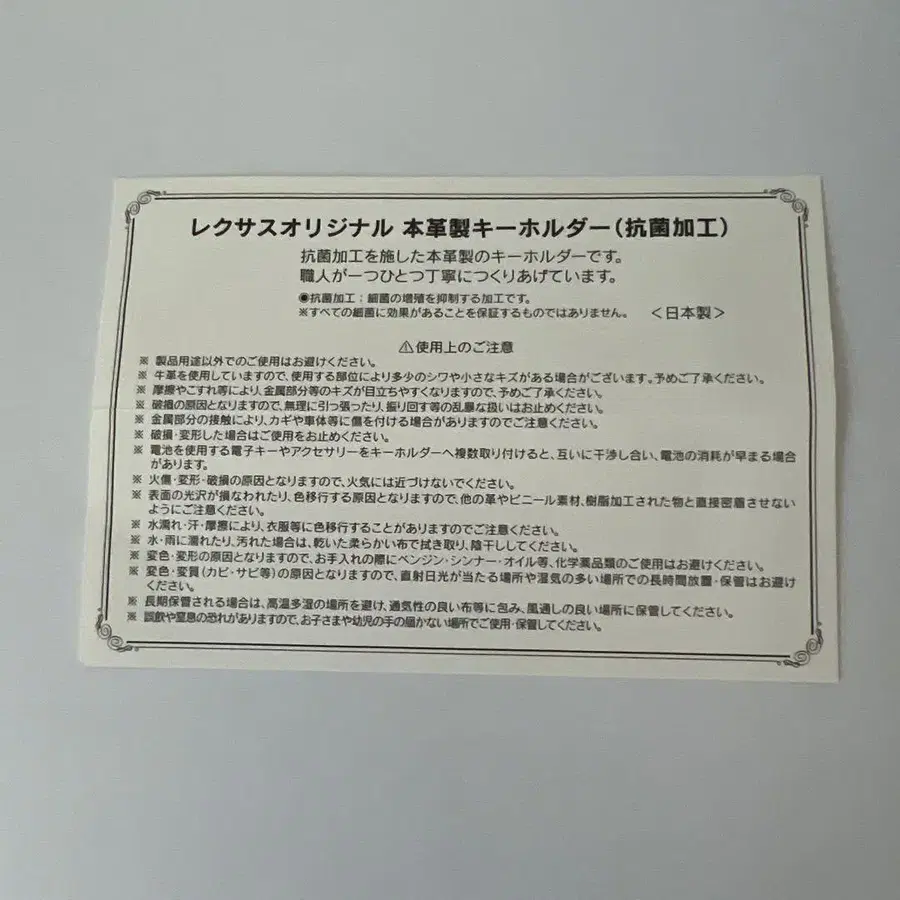 レクサスオリジナル 本革製キーホルダー(抗菌加工)
抗菌加工を施した本革製のキーホルダーです。
職人が一つひとつ丁寧につくりあげています。
●抗菌加工:細菌の増殖を抑制する加工です。
※すべての細菌に効果があることを保証するものではありません。 <日本製>
⚠使用上のご注意
※ 製品用途以外でのご使用はお避けください。
※ 牛革を使用していますので、使用する部位により多少のシワや小さなキズがある場合がございます。予めご了承ください。
※ 摩擦やこすれ等により、金属部分等のキズが目立ちやすくなりますので、予めご了承ください。
※ 破損の原因となりますので、無理に引っ張ったり、振り回す等の乱暴な扱いはお止めください。
※ 金属部分の接触により、カギや車体等に傷を付ける場合がありますのでご注意ください。
※ 破損・変形した場合はご使用をお止めください。
※ 電池を使用する電子キーやアクセサリーをキーホルダーへ複数取り付けると、互いに干渉し合い、電池の消耗が早まる場合
があります。
※ 火傷・変形・破損の原因となりますので、火気には近づけないでください。
※ 表面の光沢が損なわれたり、色移行する原因となりますので、他の革やビニール素材、樹脂加工された物と直接密着させない
ようにご注意ください。
※ 水濡れ・汗・摩擦により、衣服等に色移行することがありますのでご注意ください。
※ 水・雨に濡れたり、汚れた場合は、乾いた柔らかい布で拭き取り、陰干ししてください。
※ 変色・変形の原因となりますので、お手入れの際にベンジン・シンナー・オイル等、化学薬品類のご使用はお避けください。
※ 変色・変質(カビ・サビ等)の原因となりますので、直射日光が当たる場所や湿気の多い場所での長時間放置・保管はお避け
ください。
※ 長期保管される場合は、高温多湿の場所を避け、通気性の良い布等に包み、風通しの良い場所に保管してください。
※ 誤飲や窒息の恐れがありますので、お子さまや幼児の手の届かない場所でご使用・保管してください。